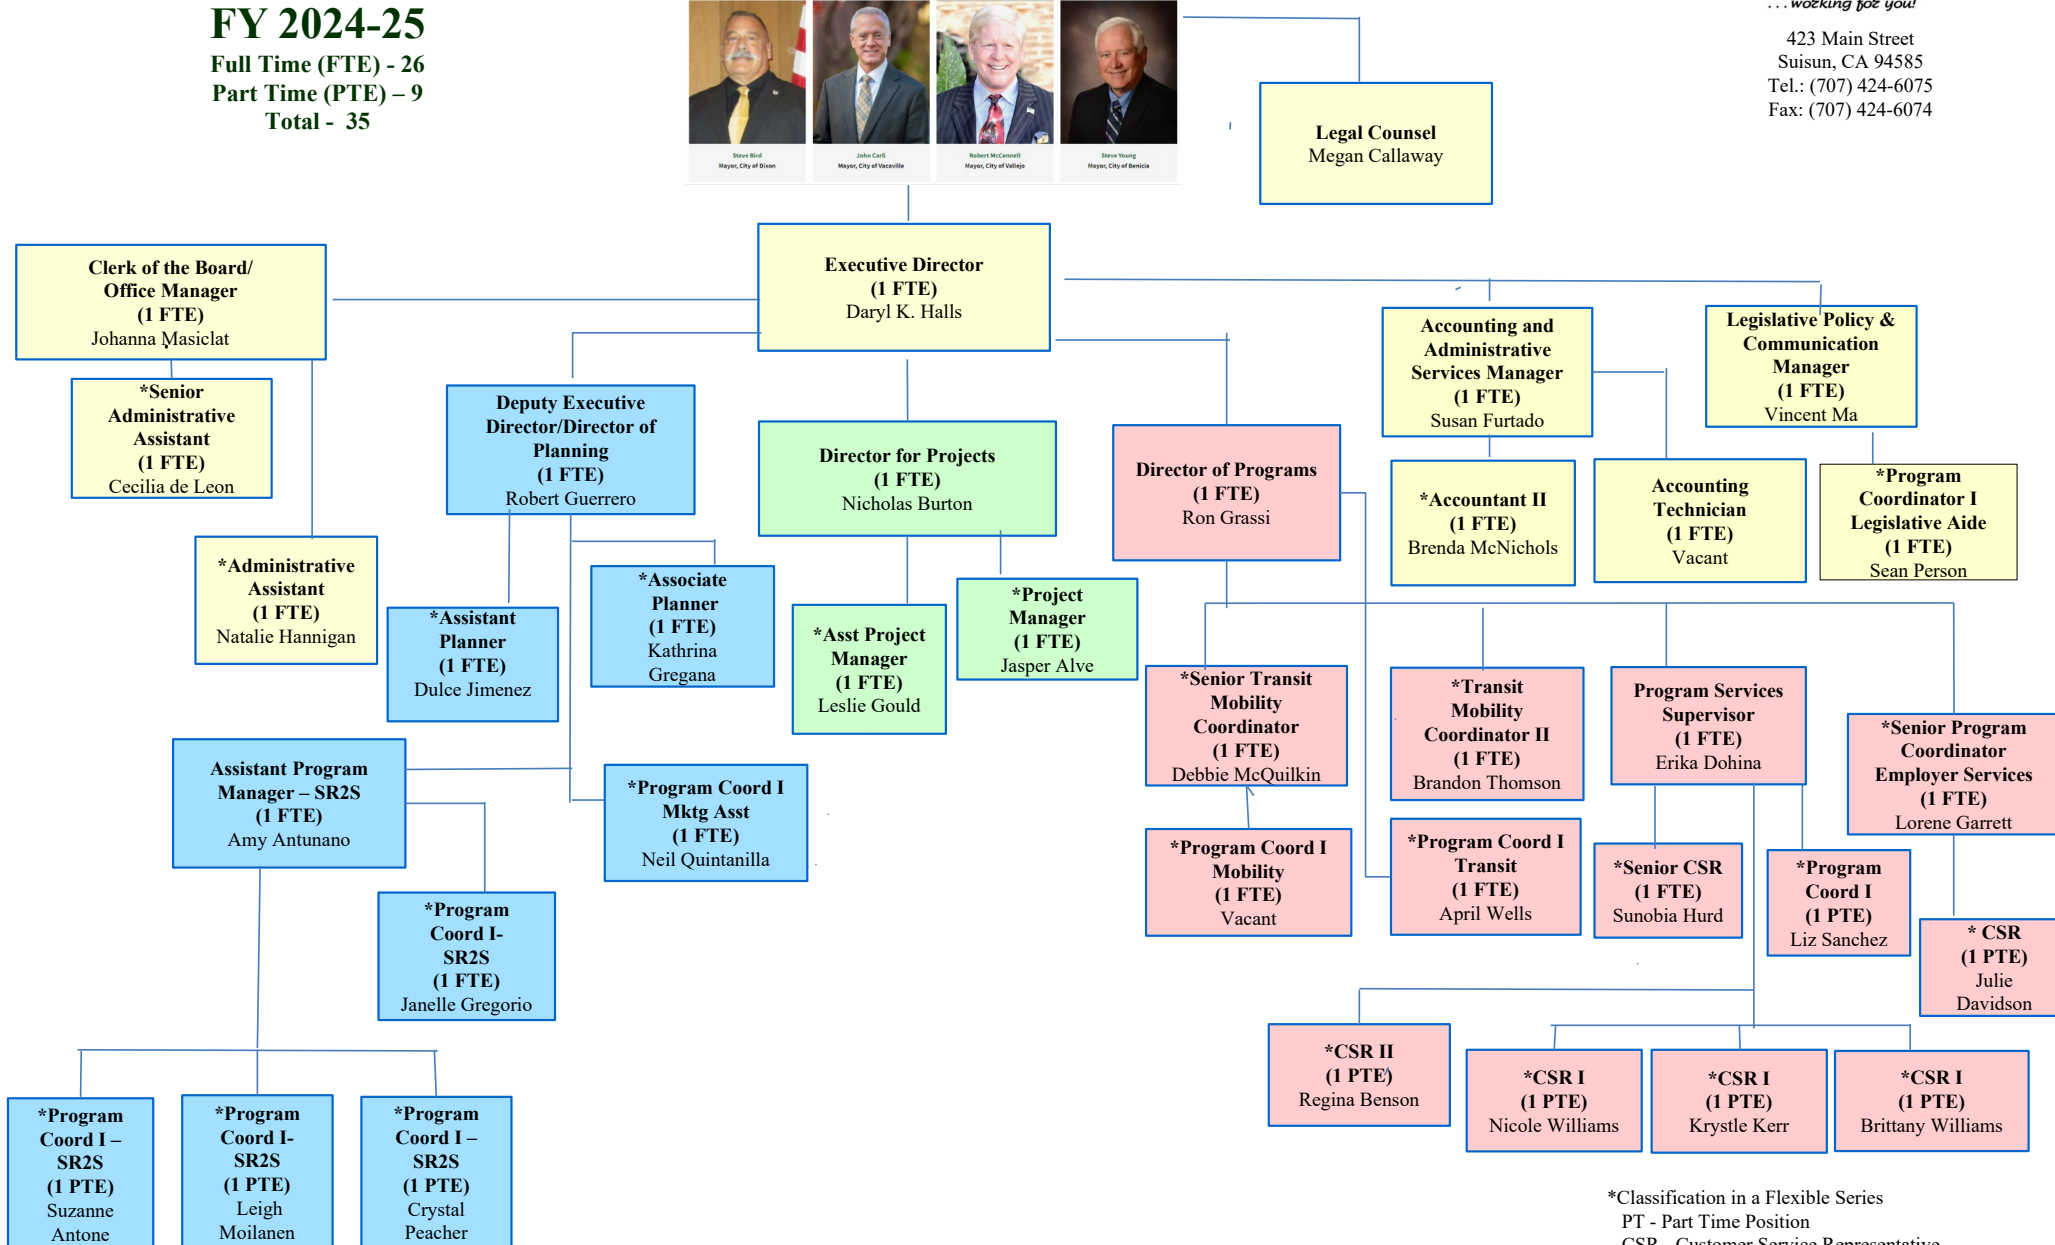 FY 2024-25
Full Time (FTE) - 26
Part Time (PTE) – 9
Total - 35
Steve Bird
Mayor, City of Dixon
John Carli
Mayor, City of Vacaville
Robert McConnell
Mayor, City of Vallejo
Steve Young
Mayor, City of Benicia
...working for you!
423 Main Street
Suisun, CA 94585
Tel.: (707) 424-6075
Fax: (707) 424-6074
Legal Counsel
Megan Callaway
Clerk of the Board/
Office Manager
(1 FTE)
Johanna Masiclat
Executive Director
(1 FTE)
Daryl K. Halls
Accounting and
Administrative
Services Manager
(1 FTE)
Susan Furtado
Legislative Policy &
Communication
Manager
(1 FTE)
Vincent Ma
*Senior
Administrative
Assistant
(1 FTE)
Cecilia de Leon
Deputy Executive
Director/Director of
Planning
(1 FTE)
Robert Guerrero
Director for Projects
(1 FTE)
Nicholas Burton
Director of Programs
(1 FTE)
Ron Grassi
*Accountant II
(1 FTE)
Brenda McNichols
Accounting
Technician
(1 FTE)
Vacant
*Program
Coordinator I
Legislative Aide
(1 FTE)
Sean Person
*Administrative
Assistant
(1 FTE)
Natalie Hannigan
*Assistant
Planner
(1 FTE)
Dulce Jimenez
*Associate
Planner
(1 FTE)
Kathrina
Gregana
*Asst Project
Manager
(1 FTE)
Leslie Gould
*Project
Manager
(1 FTE)
Jasper Alve
*Senior Transit
Mobility
Coordinator
(1 FTE)
Debbie McQuilkin
*Transit
Mobility
Coordinator II
(1 FTE)
Brandon Thomson
Program Services
Supervisor
(1 FTE)
Erika Dohina
*Senior Program
Coordinator
Employer Services
(1 FTE)
Lorene Garrett
Assistant Program
Manager – SR2S
(1 FTE)
Amy Antunano
*Program Coord I
Mktg Asst
(1 FTE)
Neil Quintanilla
*Program Coord I
Mobility
(1 FTE)
Vacant
*Program Coord I
Transit
(1 FTE)
April Wells
*Senior CSR
(1 FTE)
Sunobia Hurd
*Program
Coord I
(1 PTE)
Liz Sanchez
* CSR
(1 PTE)
Julie
Davidson
*Program
Coord I-
SR2S
(1 FTE)
Janelle Gregorio
*CSR II
(1 PTE)
Regina Benson
*CSR I
(1 PTE)
Nicole Williams
*CSR I
(1 PTE)
Krystle Kerr
*CSR I
(1 PTE)
Brittany Williams
*Program
Coord I –
SR2S
(1 PTE)
Suzanne
Antone
*Program
Coord I-
SR2S
(1 PTE)
Leigh
Moilanen
*Program
Coord I –
SR2S
(1 PTE)
Crystal
Peacher
*Classification in a Flexible Series
PT - Part Time Position
CSR - Customer Service Representative